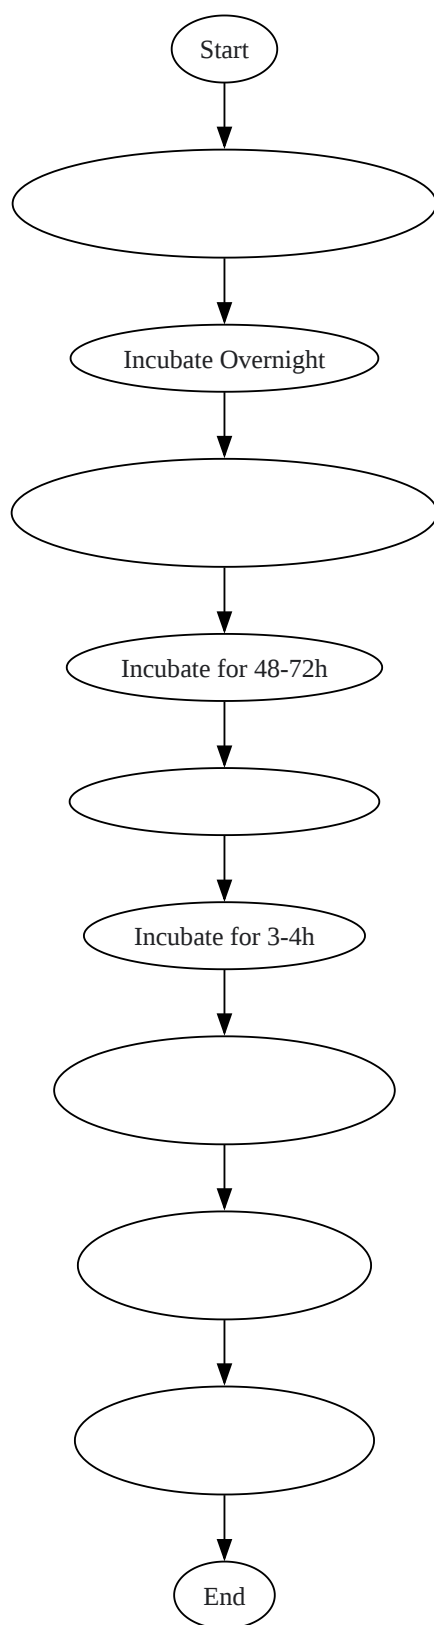 Start
Incubate Overnight
Incubate for 48-72h
Incubate for 3-4h
End